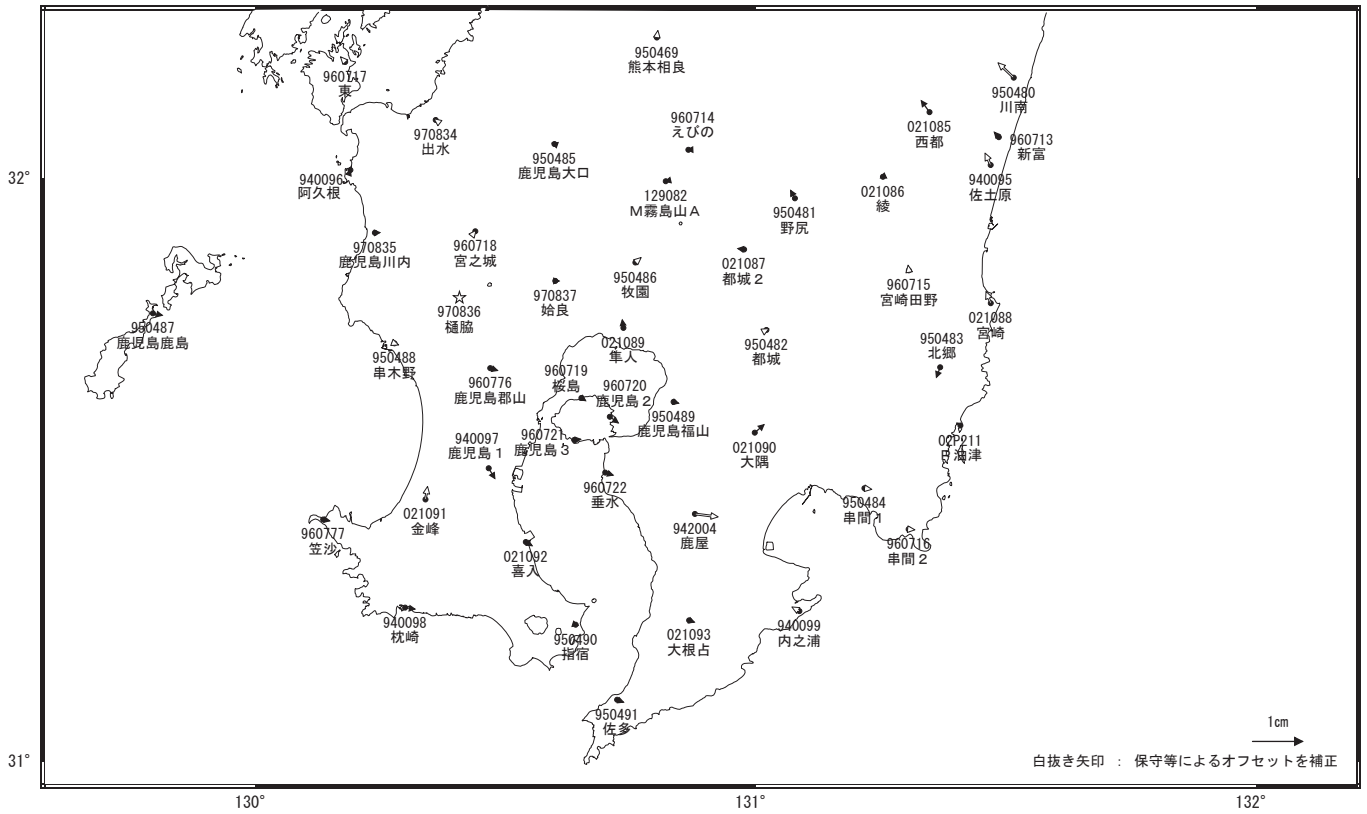 950469
熊本相良
960717
東
950480
川南
960714
えびの
021085
西都
970834
出水
960713
新富
950485
鹿児島大口
32°
940096
阿久根
129082
M霧島山A
021086
綾
940095
佐土原
950481
野尻
970835
鹿児島川内
960718
宮之城
021087
都城2
950486
牧園
960715
宮崎田野
970837
姶良
970836
樋脇
950487
鹿児島鹿島
021088
宮崎
021089
隼人
950482
都城
950483
北郷
950488
串木野
960719
桜島
960776
鹿児島郡山
960720
鹿児島2
950489
鹿児島福山
940097
鹿児島1
960721
鹿児島3
021090
大隅
02P211
P油津
960722
垂水
950484
串間1
021091
金峰
942004
鹿屋
960777
笠沙
960716
串間2
021092
喜入
940098
枕崎
950490
指宿
021093
大根占
940099
内之浦
950491
佐多
1cm
31°
白抜き矢印 : 保守等によるオフセットを補正
130°
131°
132°